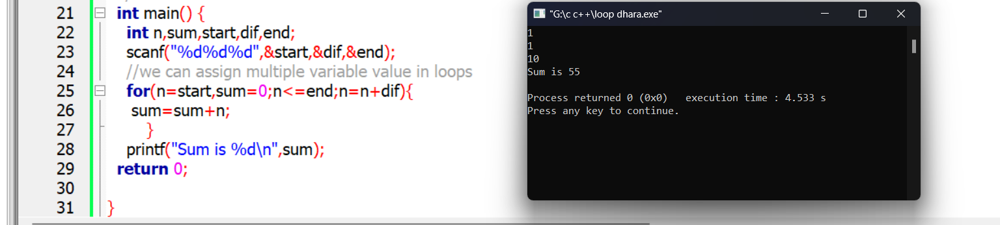 21 int main() {
22 int n,sum,start,dif,end;
23 scanf("%d%d%d",&start,&dif,&end);
24 //we can assign multiple variable value in loops
25 for(n=start,sum=0;n<=end;n=n+dif){
26 sum=sum+n;
27 }
28 printf("Sum is %d\n",sum);
29 return 0;
30
31 }
"G:\c c++\loop dhara.exe"
1
1
10
Sum is 55
Process returned 0 (0x0)   execution time : 4.533 s
Press any key to continue.